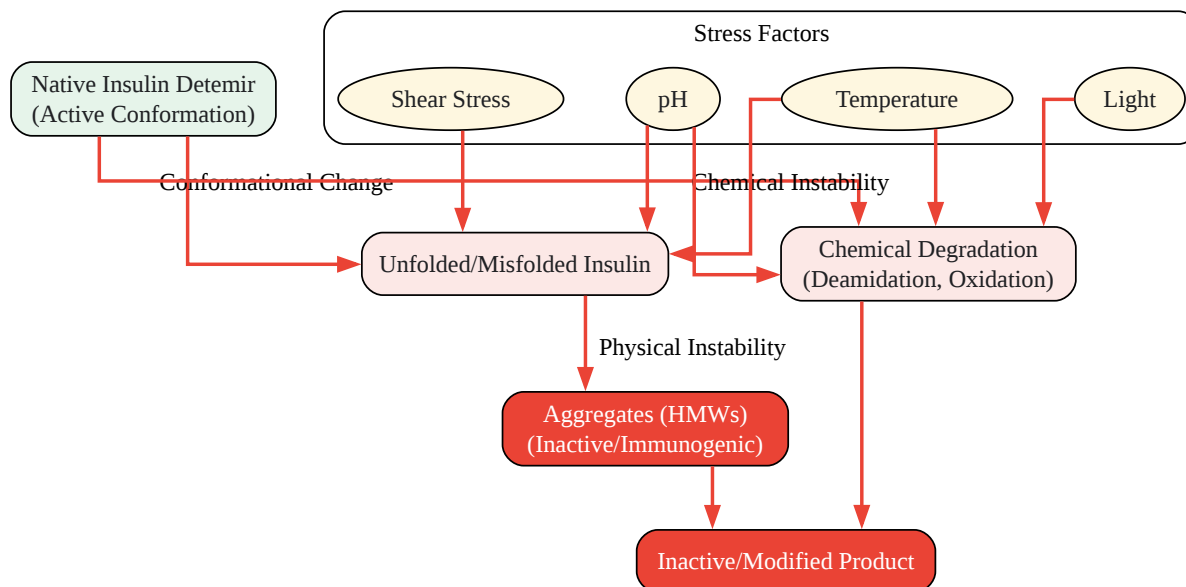 Stress Factors
Native Insulin Detemir
(Active Conformation)
Shear Stress
pH
Temperature
Light
Conformational Change
Chemical Instability
Unfolded/Misfolded Insulin
Chemical Degradation
(Deamidation, Oxidation)
Physical Instability
Aggregates (HMWs)
(Inactive/Immunogenic)
Inactive/Modified Product